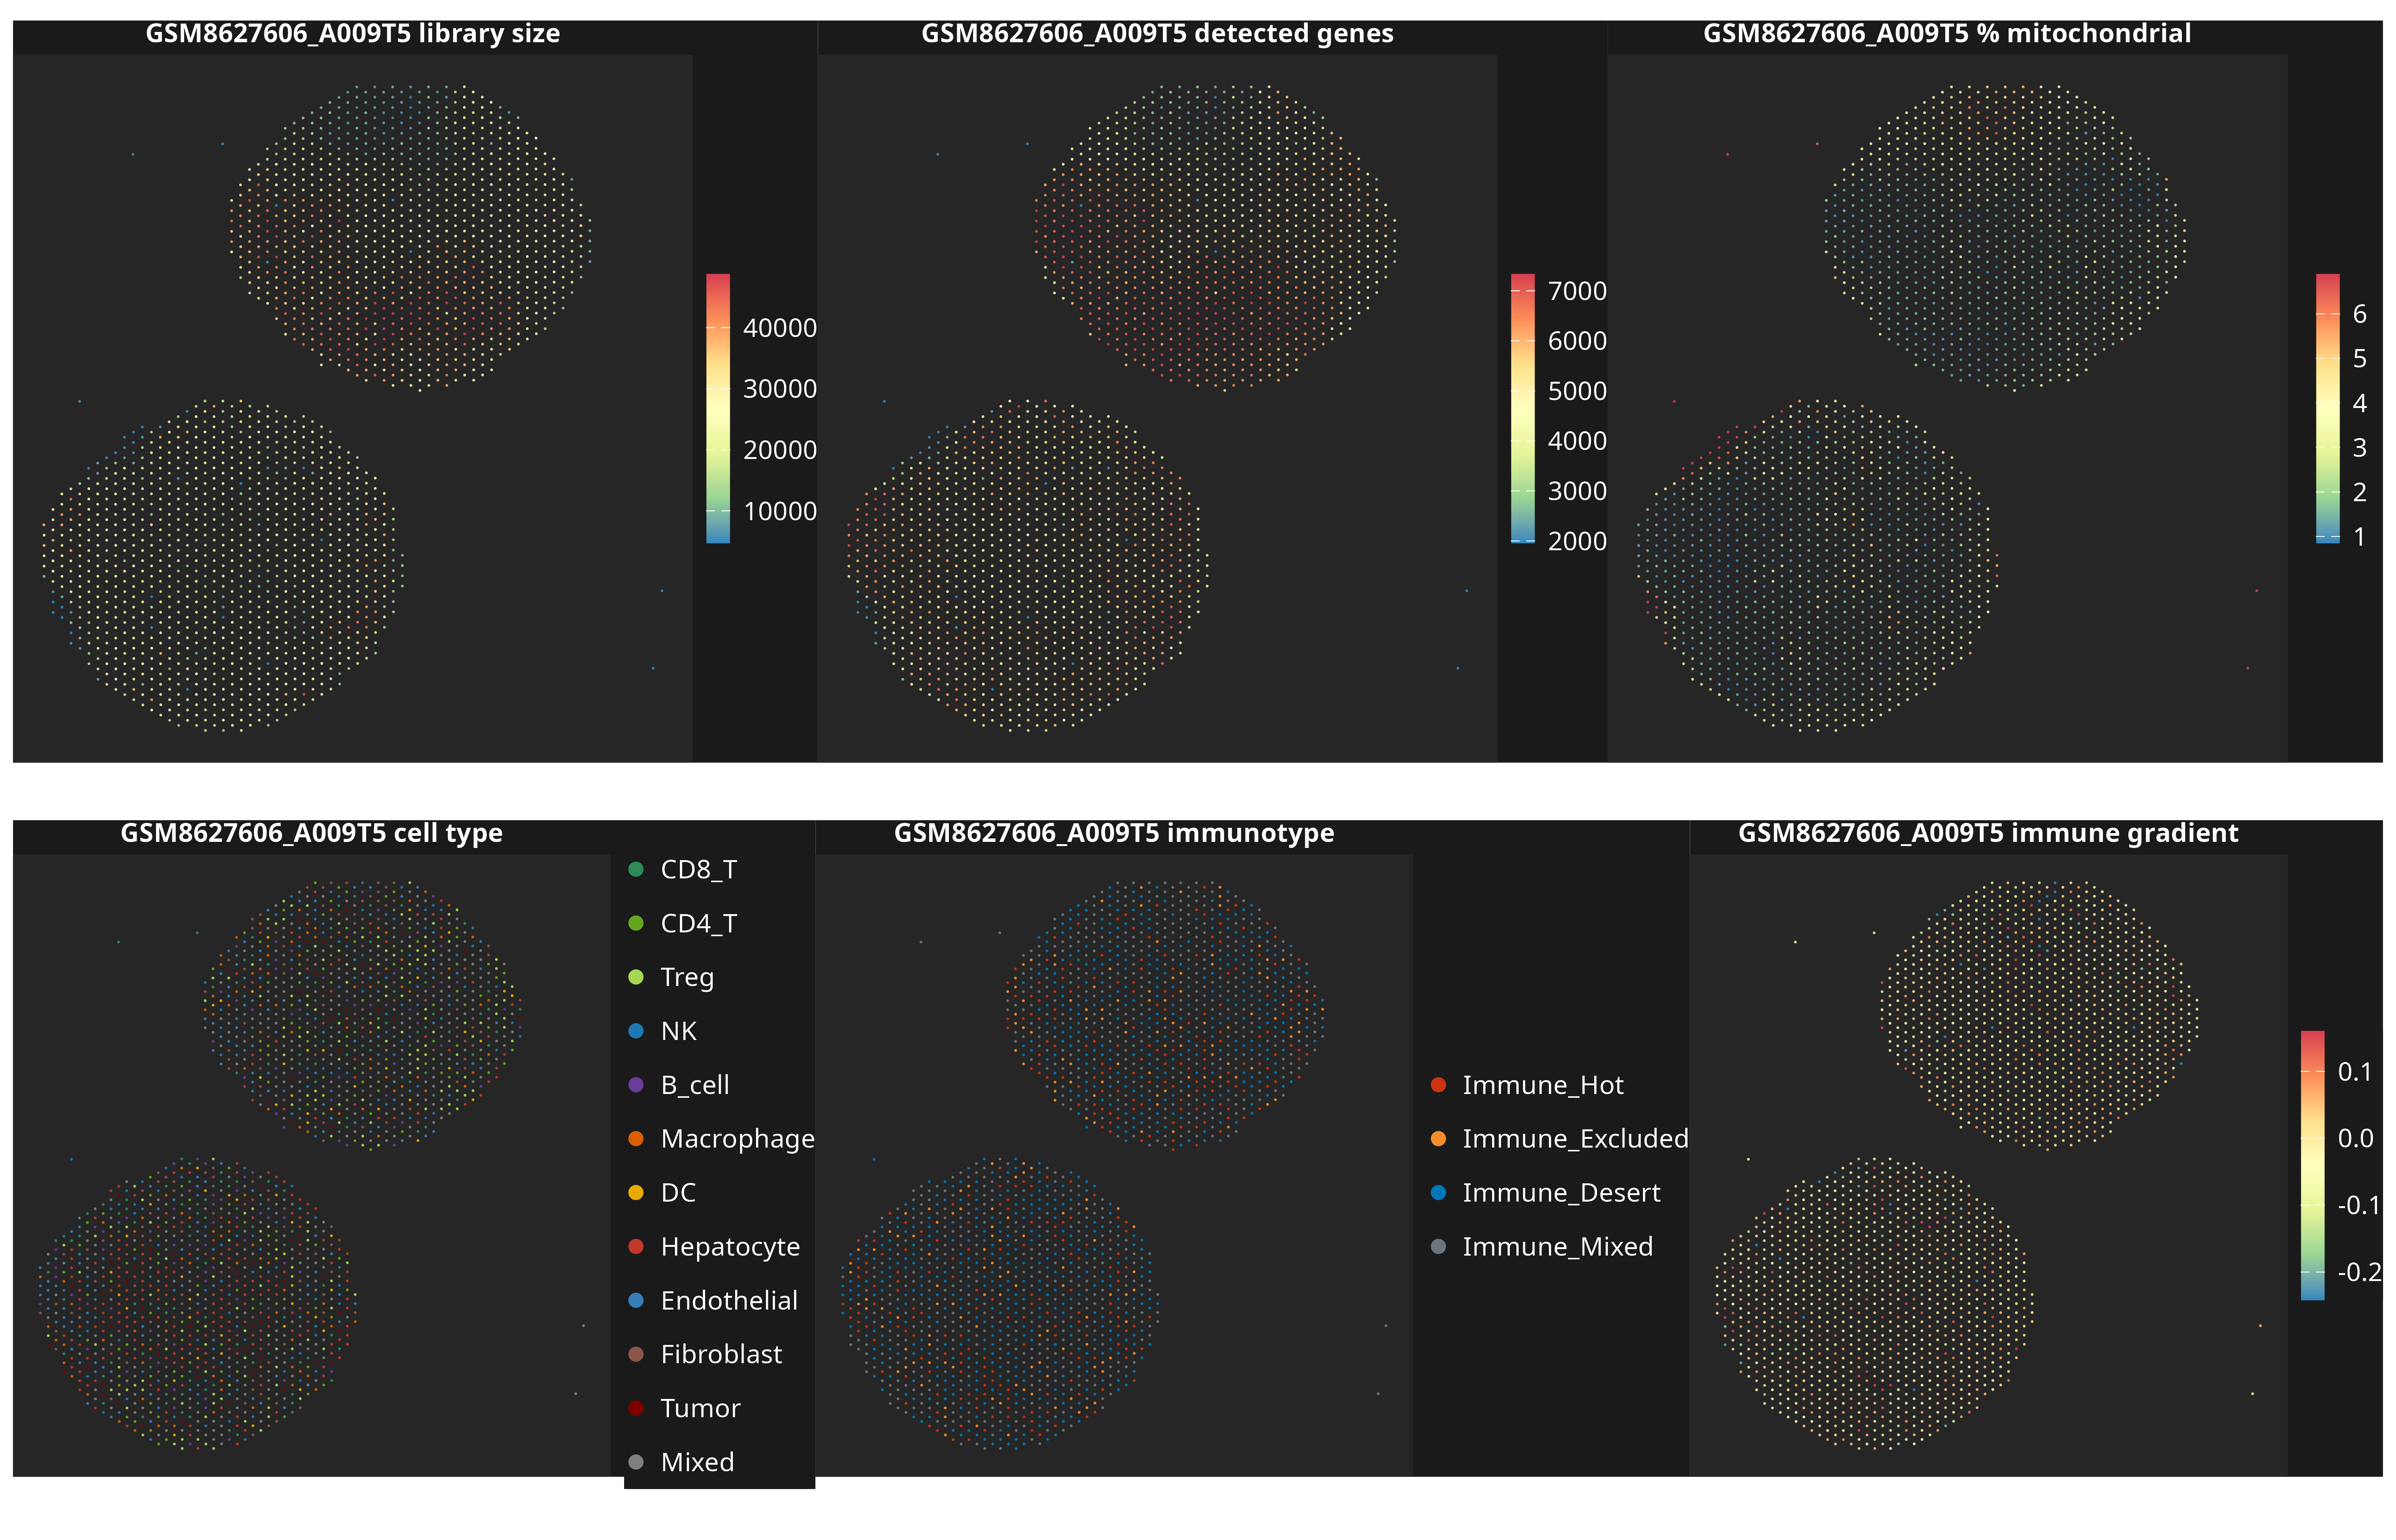 GSM8627606_A009T5 library size
40000
30000
20000
10000
GSM8627606_A009T5 detected genes
7000
6000
5000
4000
3000
2000
GSM8627606_A009T5 % mitochondrial
6
5
4
3
2
1
GSM8627606_A009T5 cell type
CD8_T
CD4_T
Treg
NK
B_cell
Macrophage
DC
Hepatocyte
Endothelial
Fibroblast
Tumor
Mixed
GSM8627606_A009T5 immunotype
Immune_Hot
Immune_Excluded
Immune_Desert
Immune_Mixed
GSM8627606_A009T5 immune gradient
0.1
0.0
-0.1
-0.2